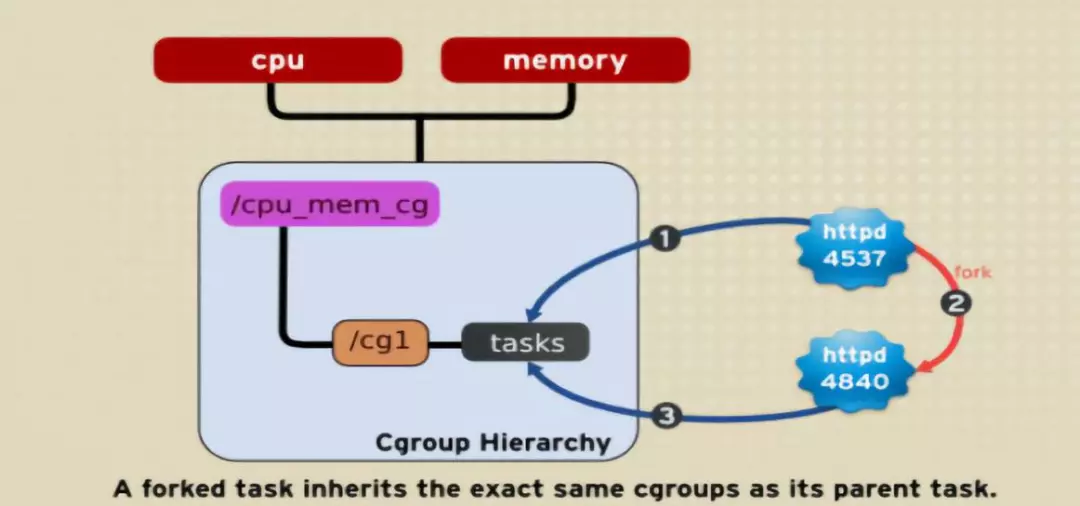 cpu
memory
/cpu_mem_cg
1
httpd
4537
fork
2
/cg1
tasks
httpd
4840
3
Cgroup Hierarchy
A forked task inherits the exact same cgroups as its parent task.